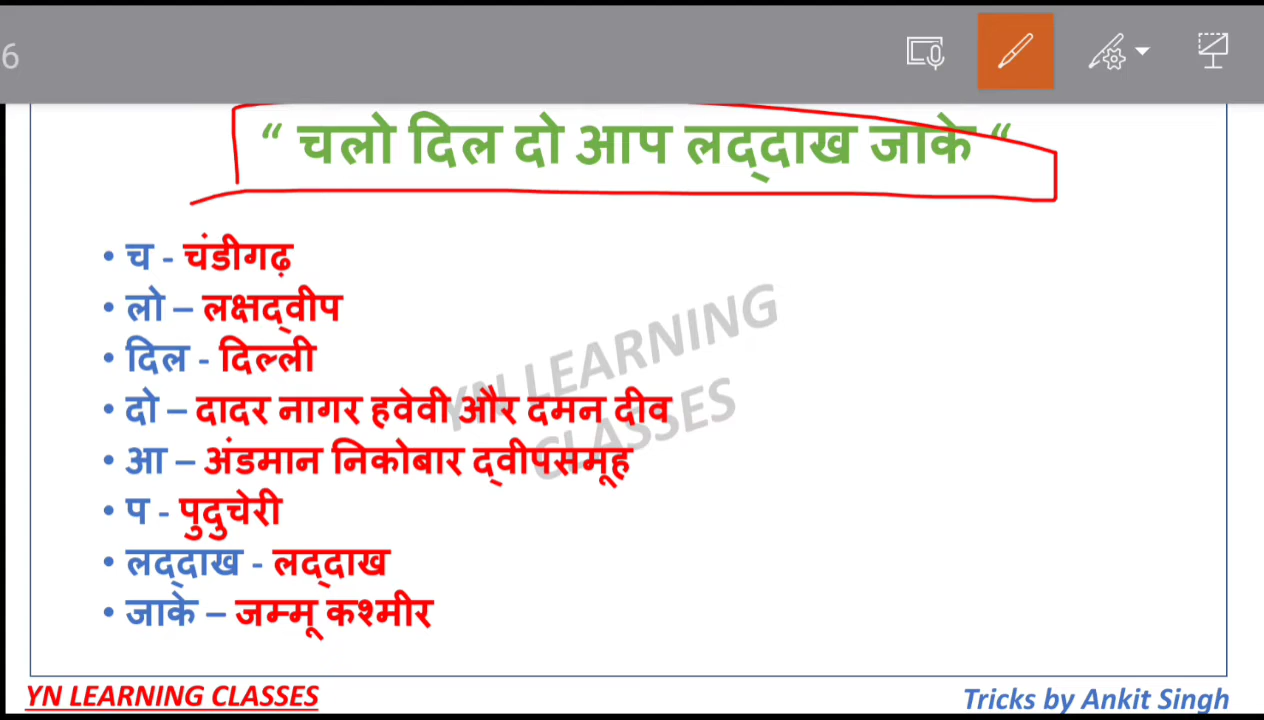 6
“ चलो दिल दो आप लद्दाख जाके “
• च - चंडीगढ़
• लो – लक्षद्वीप
• दिल - दिल्ली
• दो – दादर नागर हवेवी और दमन दीव
• आ – अंडमान निकोबार द्वीपसमूह
• प - पुदुचेरी
• लद्दाख - लद्दाख
• जाके – जम्मू कश्मीर
YN LEARNING
CLASSES
YN LEARNING CLASSES
Tricks by Ankit Singh